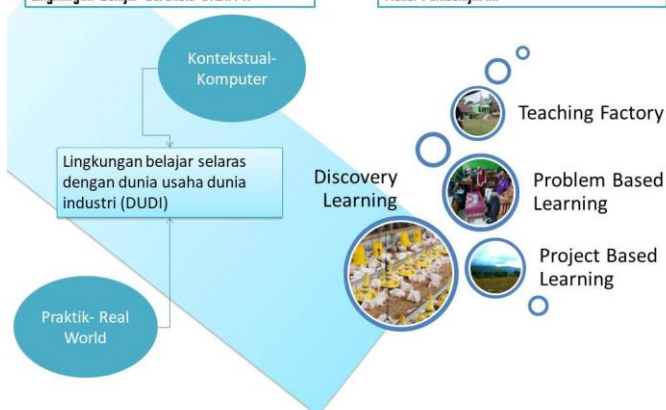 Kontekstual-
Komputer
Lingkungan belajar selaras
dengan dunia usaha dunia
industri (DUDI)
Praktik- Real
World
Teaching Factory
Discovery
Learning
Problem Based
Learning
Project Based
Learning